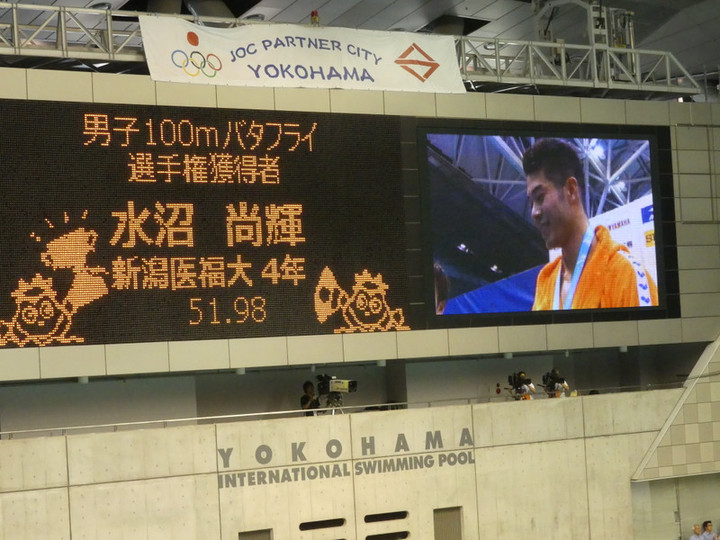 JOC PARTNER CITY
YOKOHAMA
男子100mバタフライ
選手権獲得者
水沼 尚輝
新潟医福大 4年
51.98
YAMAHA
YOKOHAMA
INTERNATIONAL SWIMMING POOL